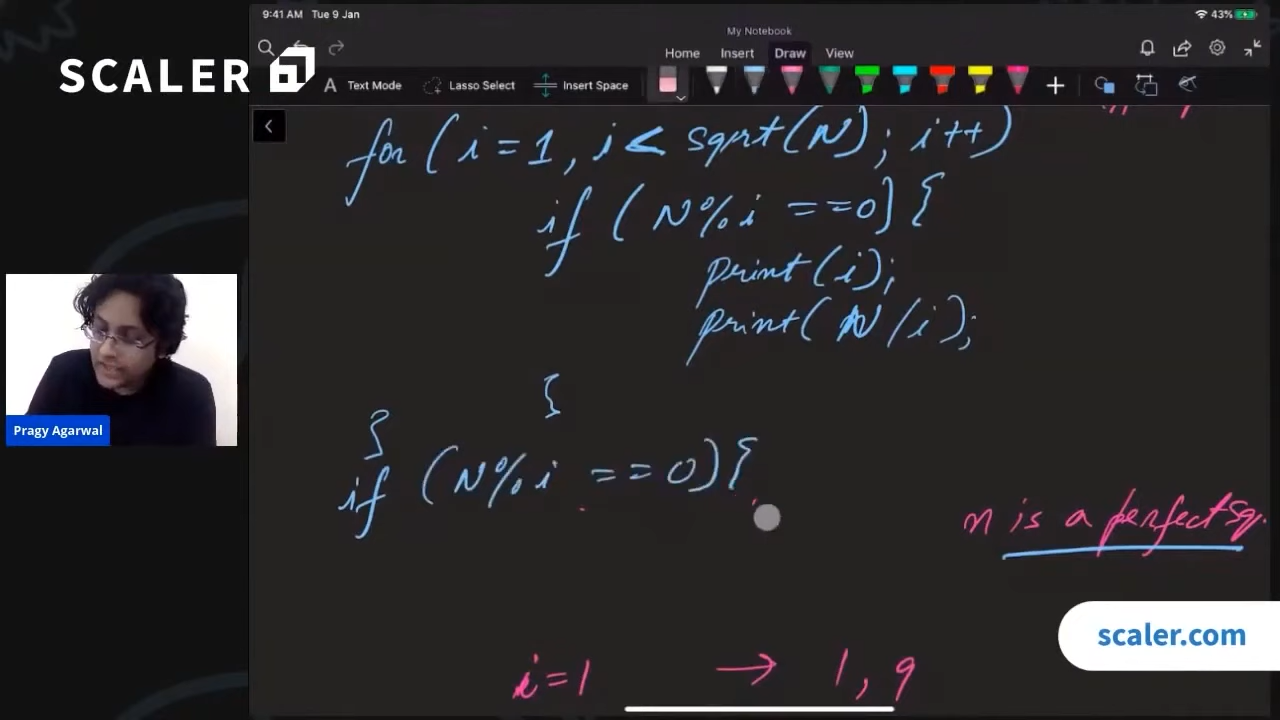 9:41 AM Tue 9 Jan
43%
My Notebook
Home Insert Draw View
SCALER
A Text Mode Lasso Select Insert Space
for (i=1, i< sqrt(N); i++)
if (N%i ==0){
print(i);
print(N/i);
}
}
if (N%i ==0){
Pragy Agarwal
n is a perfect sq.
scaler.com
i=1 → 1, 9